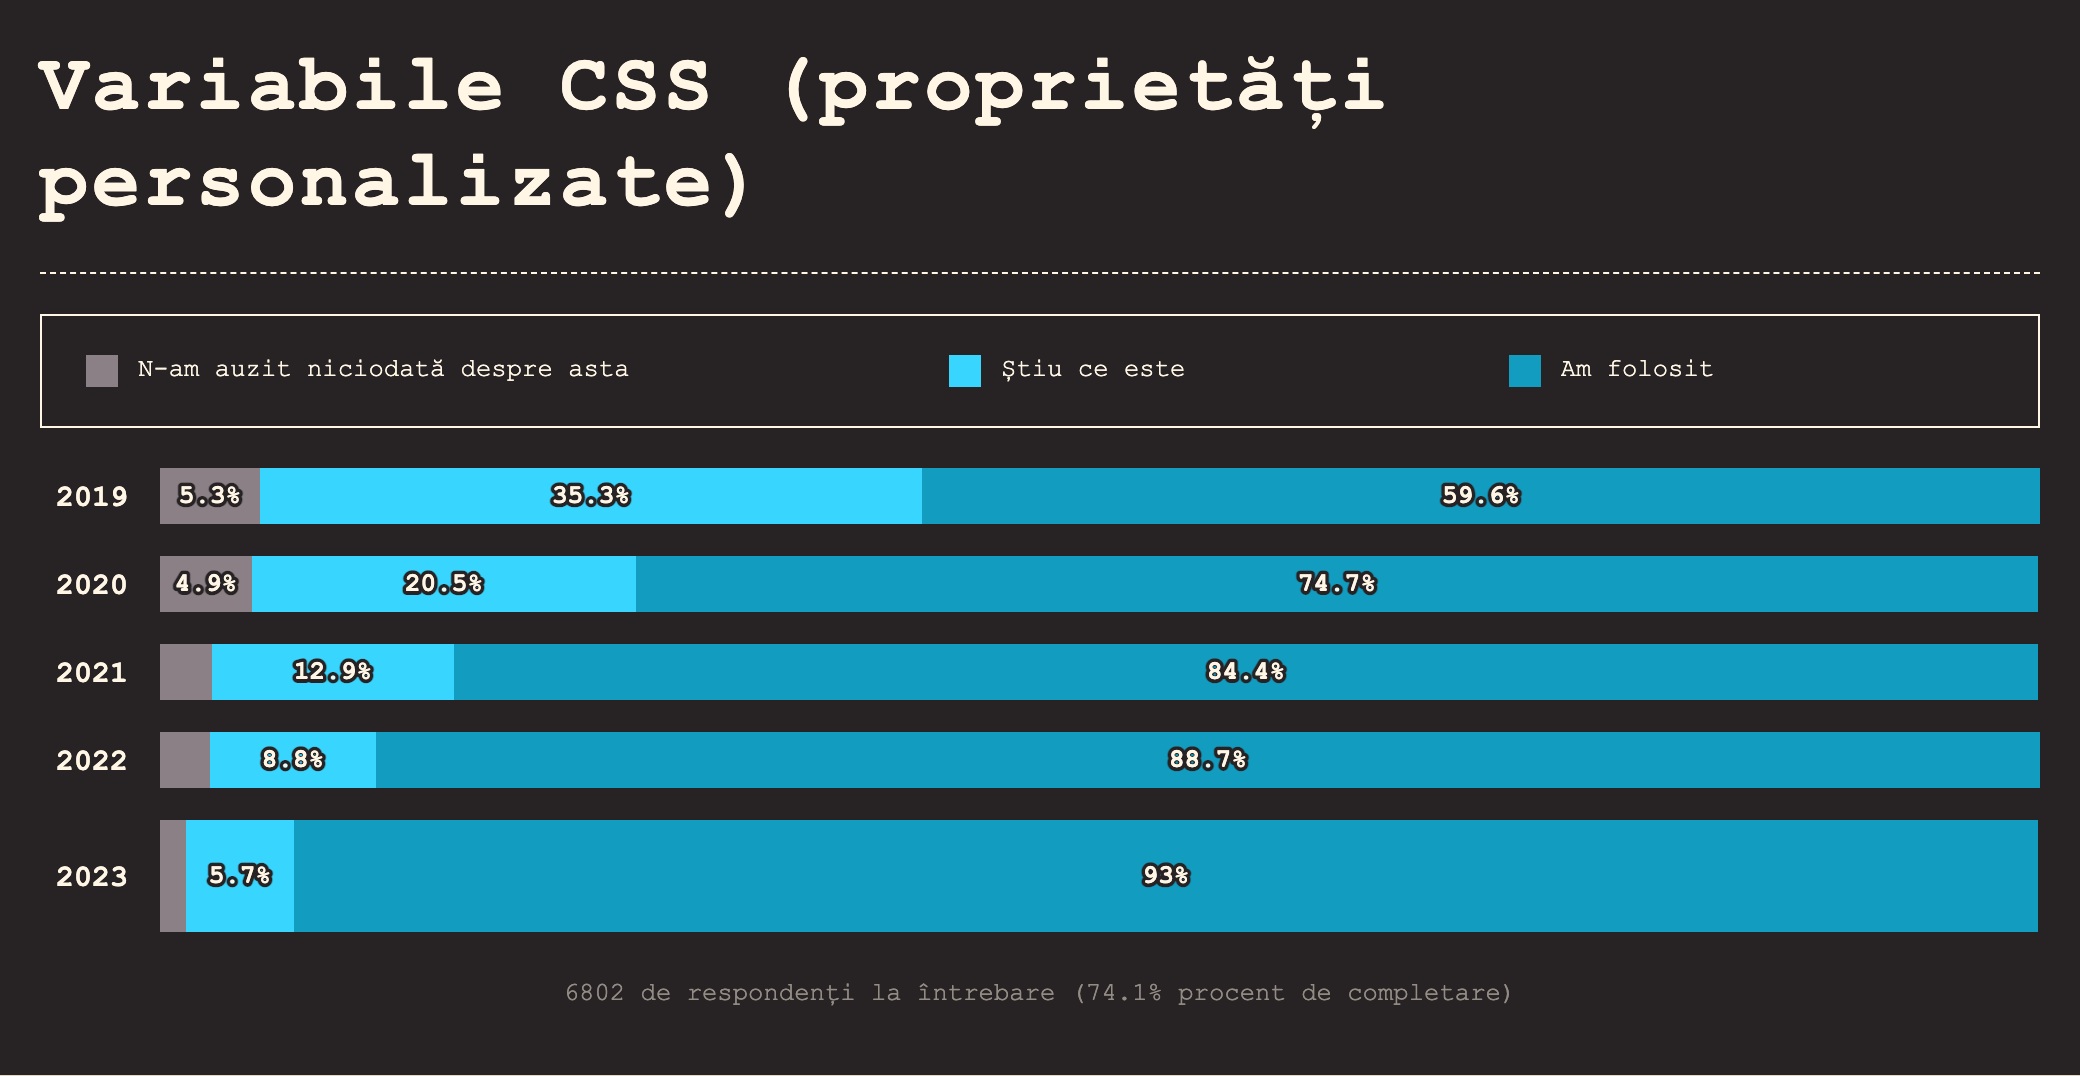 Variabile CSS (proprietăți
personalizate)
N-am auzit niciodată despre asta
Știu ce este
Am folosit
2019 5.3% 35.3% 59.6%
2020 4.9% 20.5% 74.7%
2021 12.9% 84.4%
2022 8.8% 88.7%
2023 5.7% 93%
6802 de respondenți la întrebare (74.1% procent de completare)